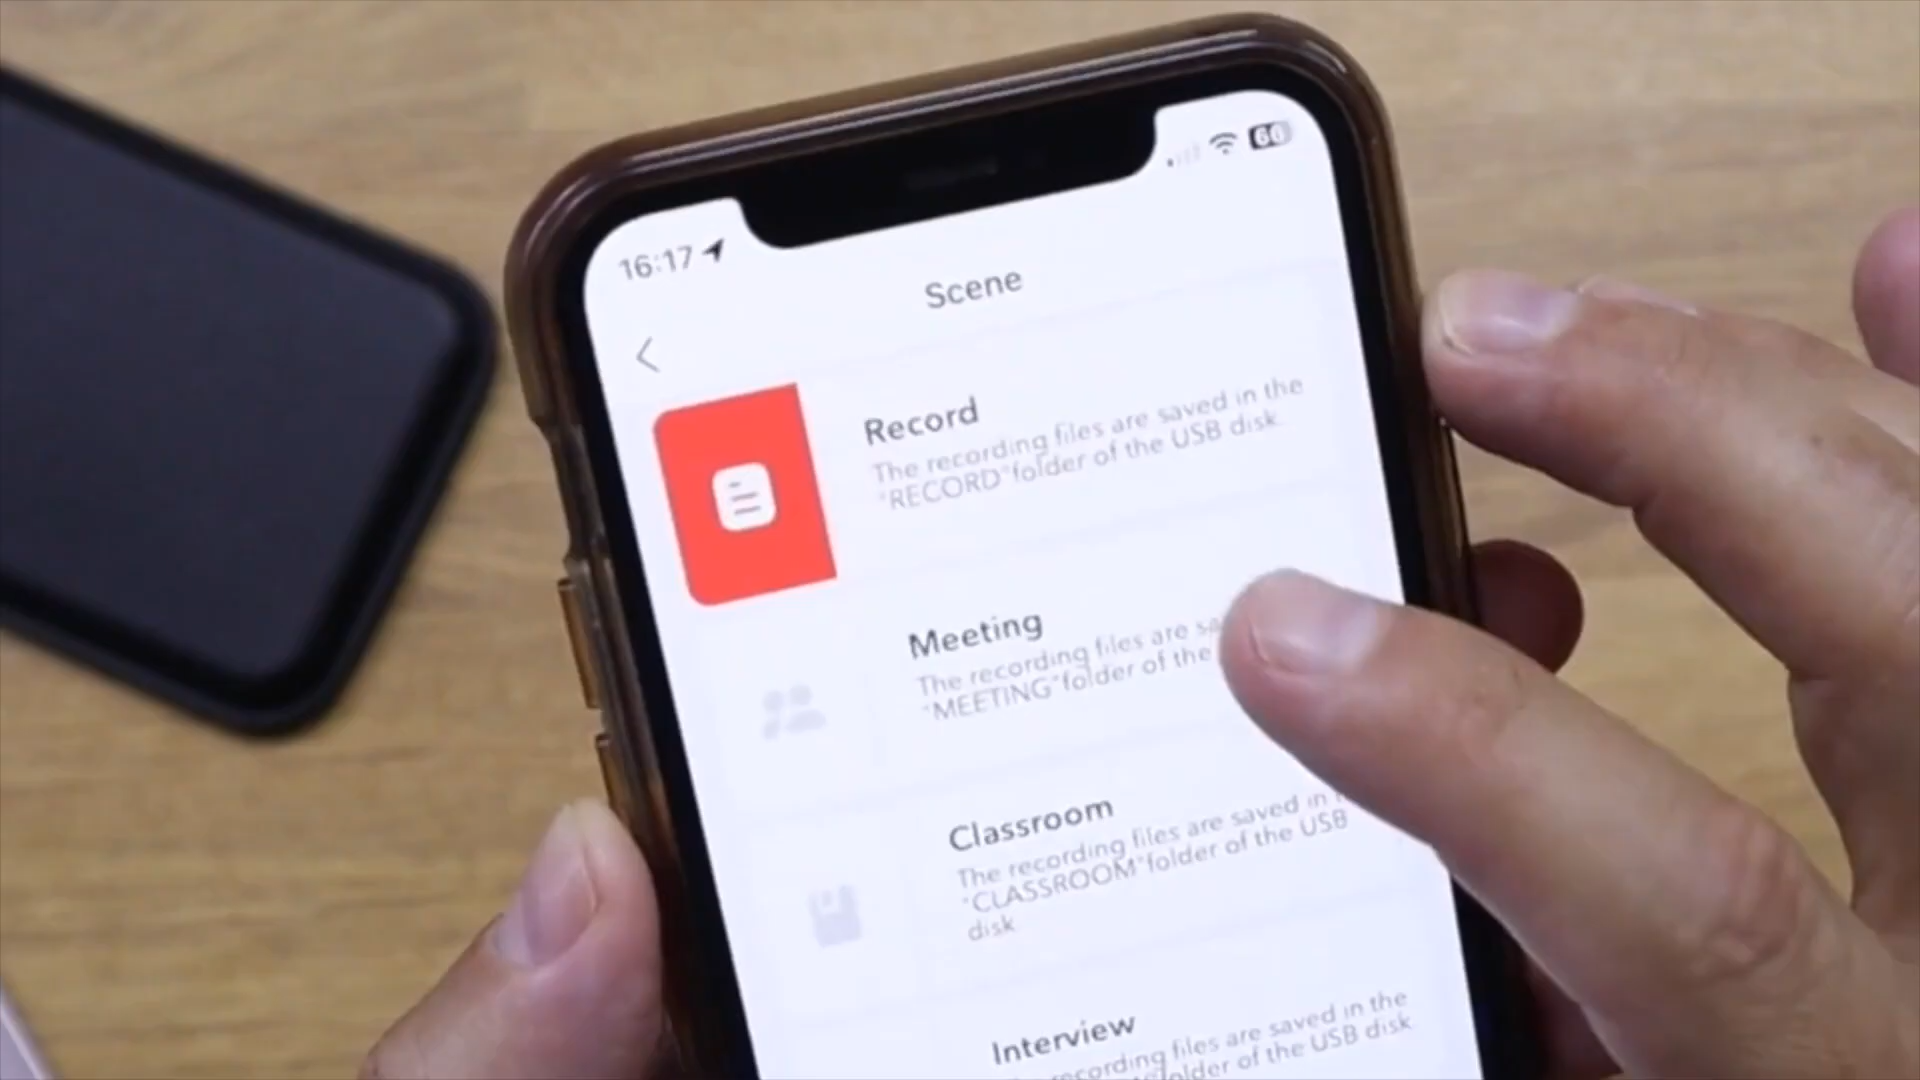 16:17
60
Scene
Record
The recording files are saved in the
"RECORD"folder of the USB disk.
Meeting
The recording files are
"MEETING"folder of the
Classroom
The recording files are saved in
"CLASSROOM"folder of the USB
disk
Interview
recording files are saved in the
of the USB disk